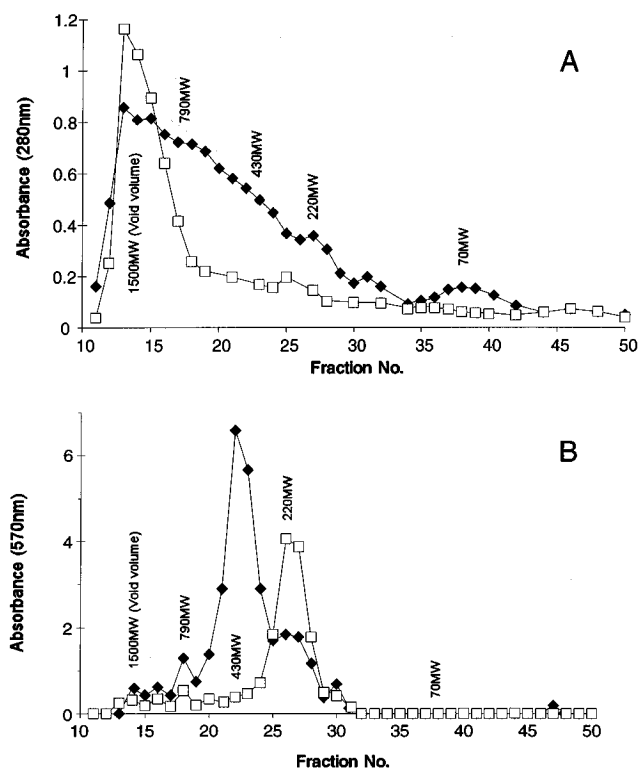 A
Absorbance (280nm)
1.2
1
0.8
0.6
0.4
0.2
0
1500MW (Void volume)
790MW
430MW
220MW
70MW
10 15 20 25 30 35 40 45 50
Fraction No.
B
Absorbance (570nm)
6
4
2
0
1500MW (Void volume)
790MW
430MW
220MW
70MW
10 15 20 25 30 35 40 45 50
Fraction No.